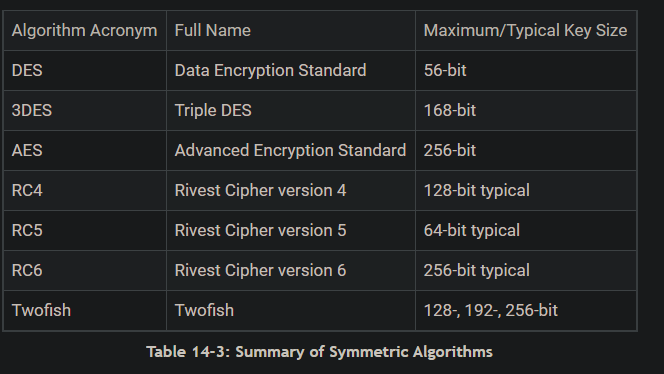 Algorithm Acronym Full Name Maximum/Typical Key Size
DES Data Encryption Standard 56-bit
3DES Triple DES 168-bit
AES Advanced Encryption Standard 256-bit
RC4 Rivest Cipher version 4 128-bit typical
RC5 Rivest Cipher version 5 64-bit typical
RC6 Rivest Cipher version 6 256-bit typical
Twofish Twofish 128-, 192-, 256-bit
Table 14-3: Summary of Symmetric Algorithms